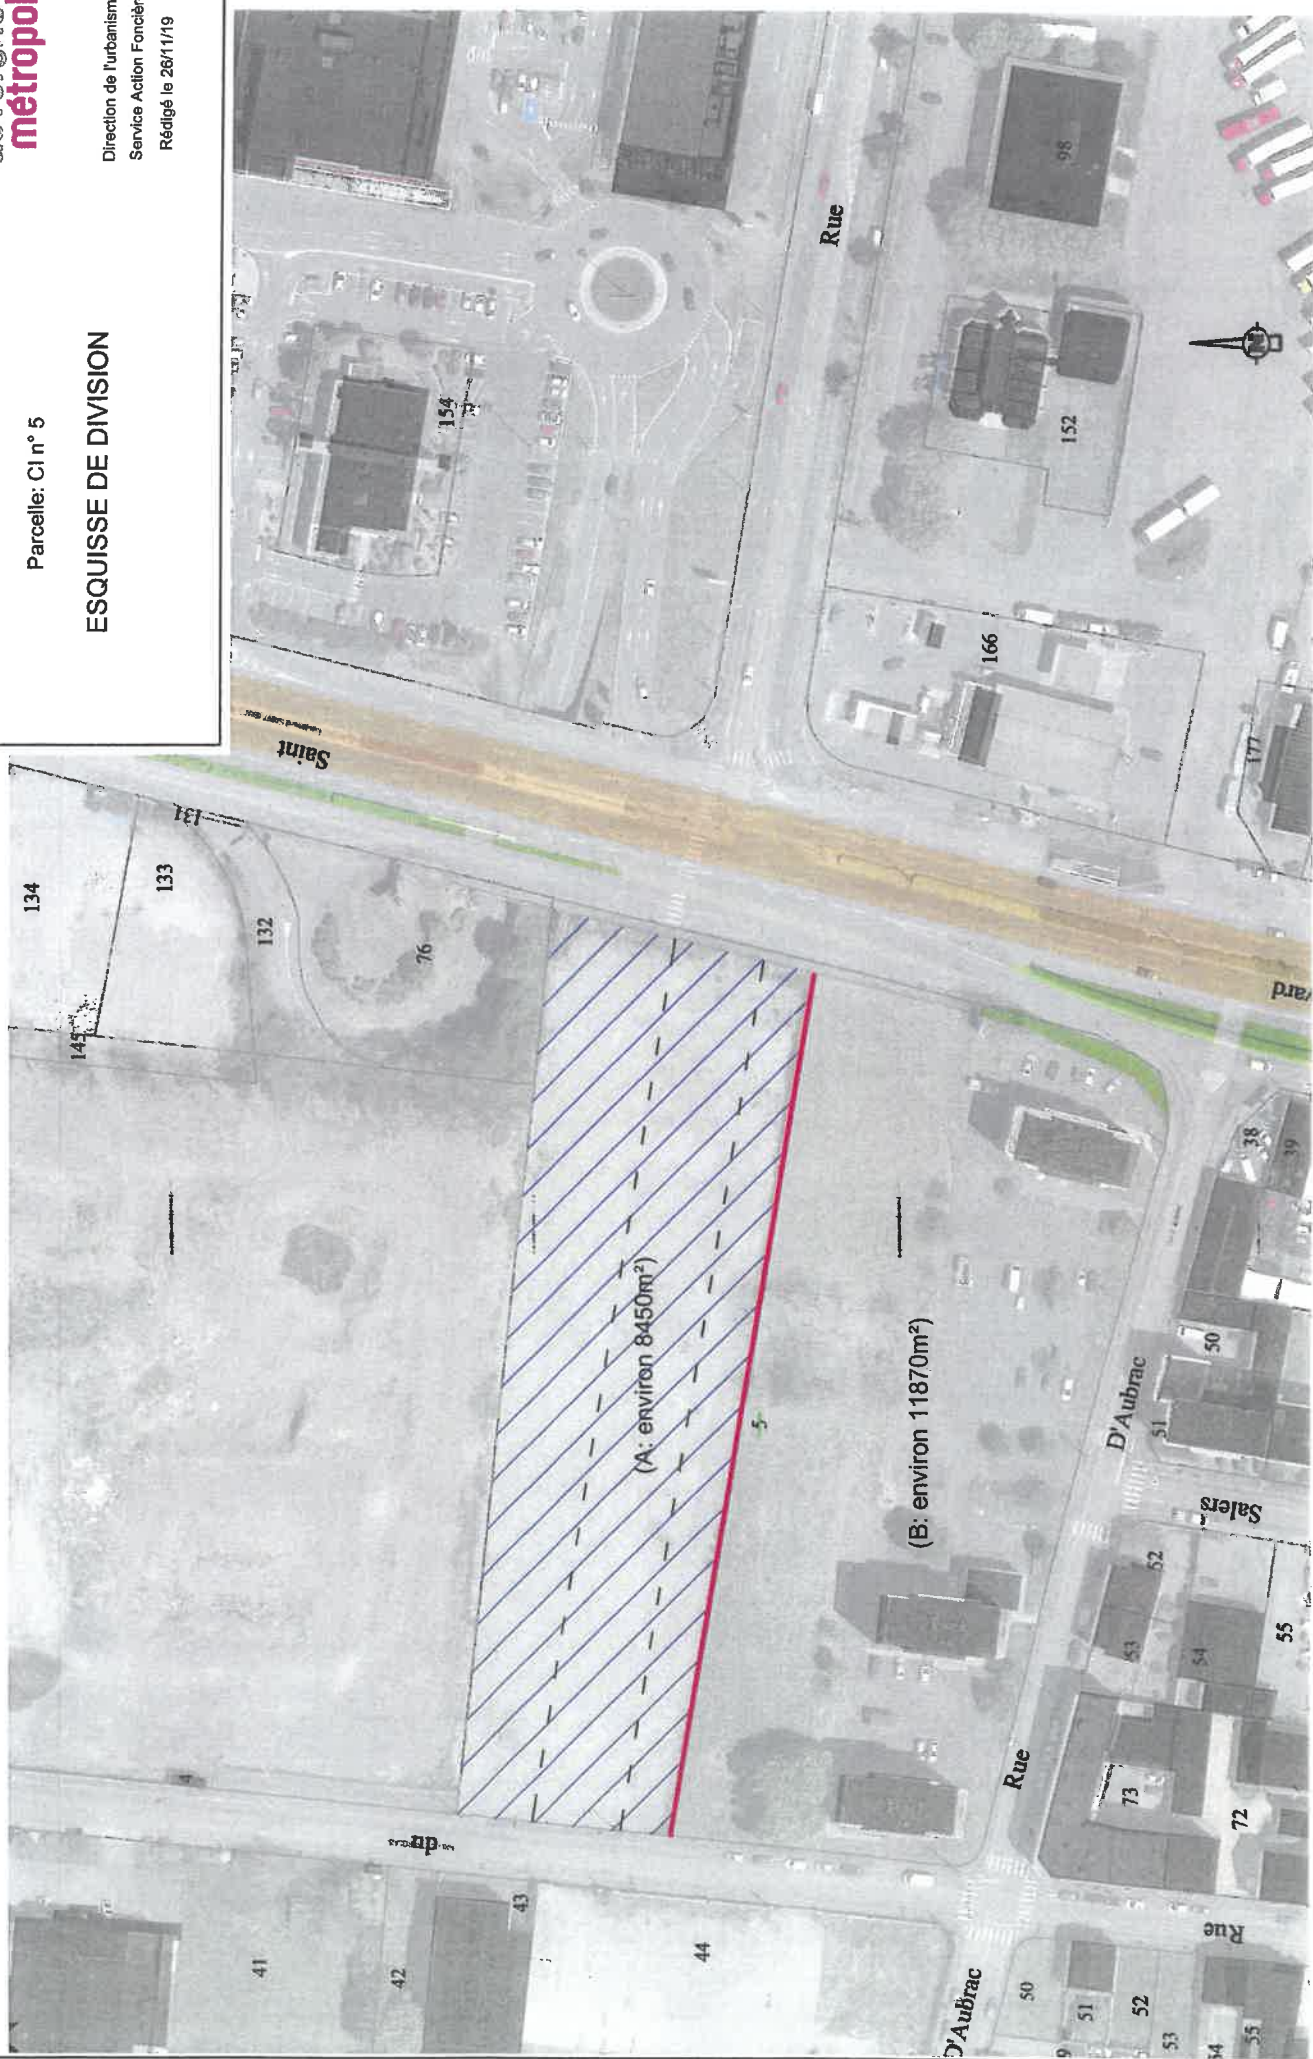 métropol
Direction de l'urbanism
Service Action Foncièr
Rédigé le 26/11/19
Parcelle: CI n° 5
ESQUISSE DE DIVISION
134
133
131
145
132
76
Saint
154
Rue
98
152
166
177
4
(A: environ 8450m²)
5
(B: environ 11870m²)
vard
du
41
42
43
44
D'Aubrac
Rue
D'Aubrac
Salers
Rue
38
39
50
51
52
53
54
55
73
72
50
51
52
53
54
55
N